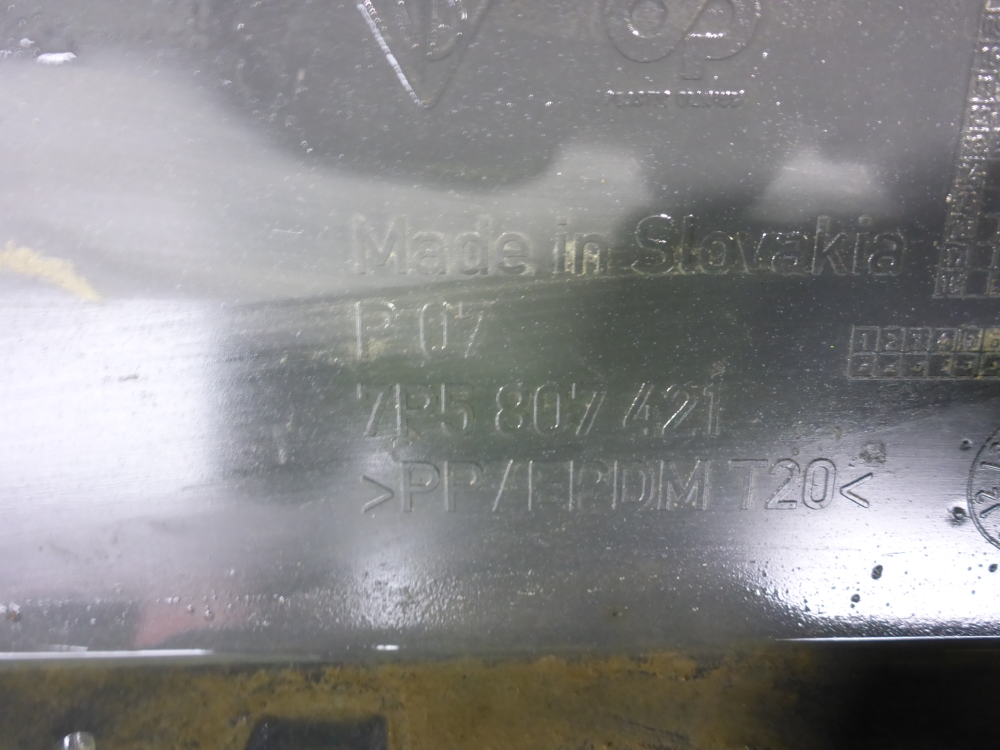 Made in Slovakia
P 07
7P5 807 421
>PP/EPDM T20<